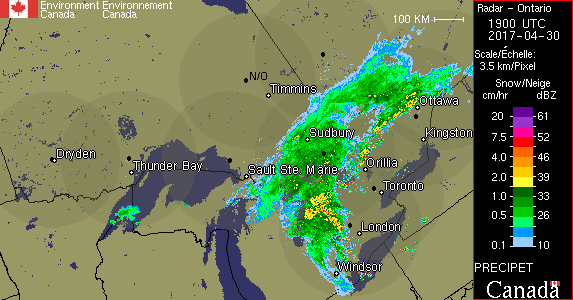 Environment Environnement
Canada Canada
100 KM
N/O
Timmins
Ottawa
Sudbury
Kingston
Dryden
Thunder Bay
Sault Ste. Marie
Orillia
Toronto
London
Windsor
Radar - Ontario
1900 UTC
2017-04-30
Scale/Échelle:
3.5 km/Pixel
Snow/Neige
cm/hr dBZ
20 61
7.5 52
4.0 46
2.0 39
1.0 33
0.5 26
0.1 10
PRECIPET
Canada